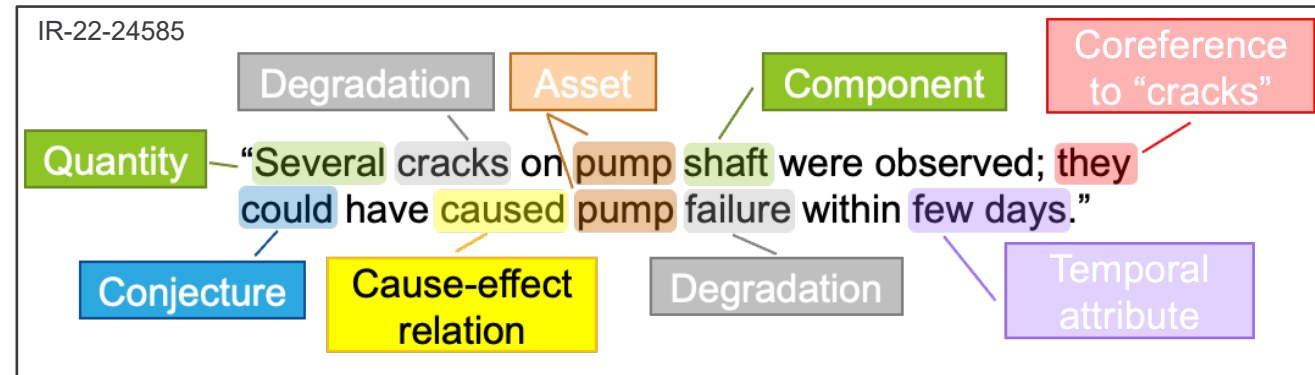 IR-22-24585
Degradation
Asset
Component
Coreference
to “cracks”
Quantity
“Several cracks on pump shaft were observed; they
could have caused pump failure within few days.”
Conjecture
Cause-effect
relation
Degradation
Temporal
attribute